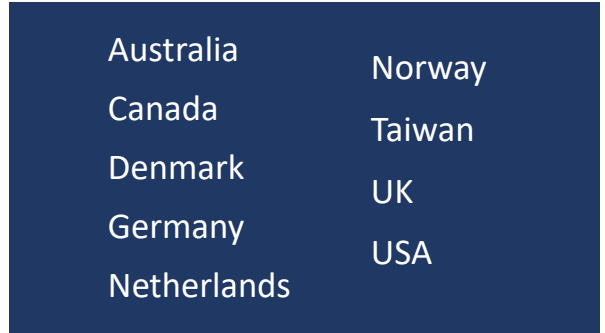 Australia
Canada
Denmark
Germany
Netherlands
Norway
Taiwan
UK
USA